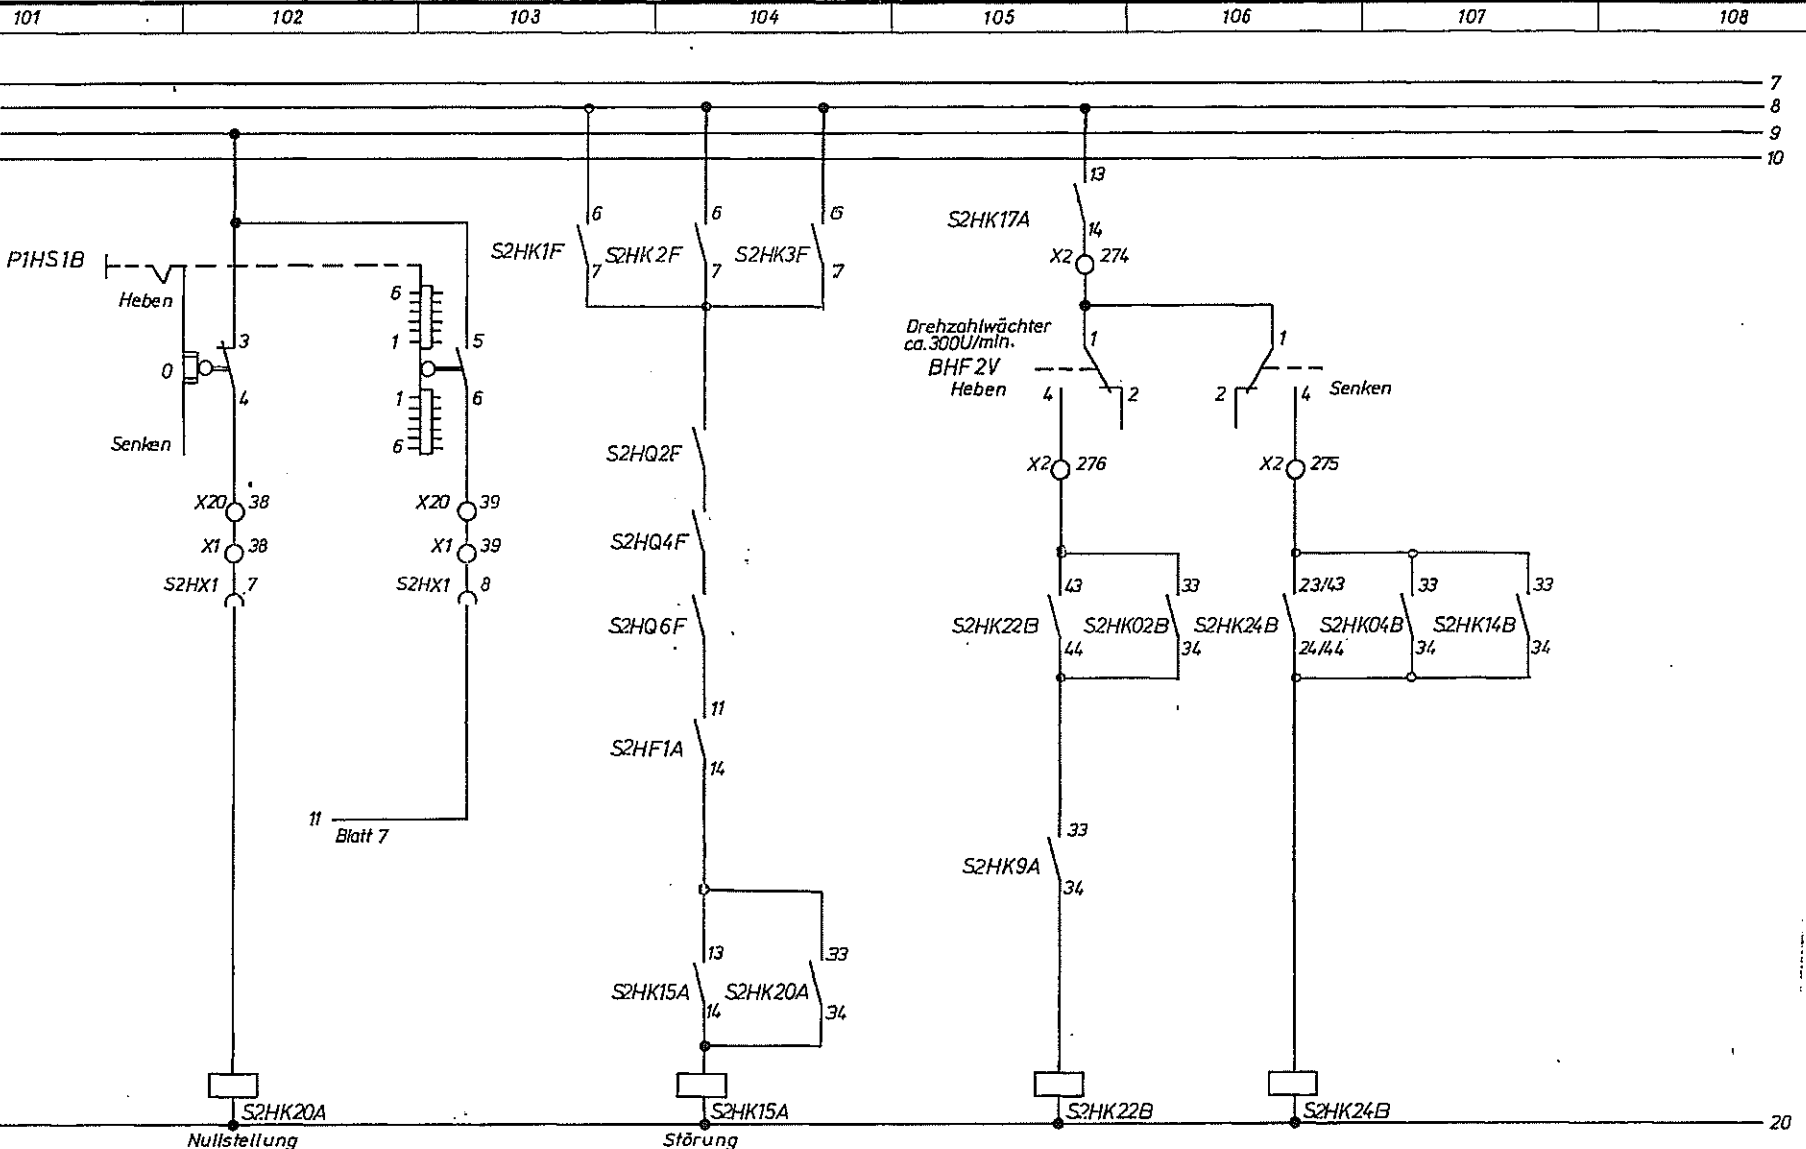 101 102 103 104 105 106 107 108
7
8
9
10
13
S2HK17A
14
X2 274
6 6 6
S2HK1F S2HK2F S2HK3F
7 7 7
P1HS1B
Heben
6
1
3 5
0
4 1 6
6
Senken
Drehzahlwächter
ca.300U/min.
BHF2V
Heben
1 1
4 2 2 4
Senken
S2HQ2F
X2 276 X2 275
X20 38 X20 39
X1 38 X1 39
S2HX1 7 S2HX1 8
S2HQ4F
43 33 23/43 33 33
S2HQ6F
S2HK22B S2HK02B S2HK24B S2HK04B S2HK14B
44 34 24/44 34 34
11
S2HF1A
14
11
Blatt 7
33
S2HK9A
34
13 33
S2HK15A S2HK20A
14 34
S2HK20A S2HK15A S2HK22B S2HK24B
20
Nullstellung Störung